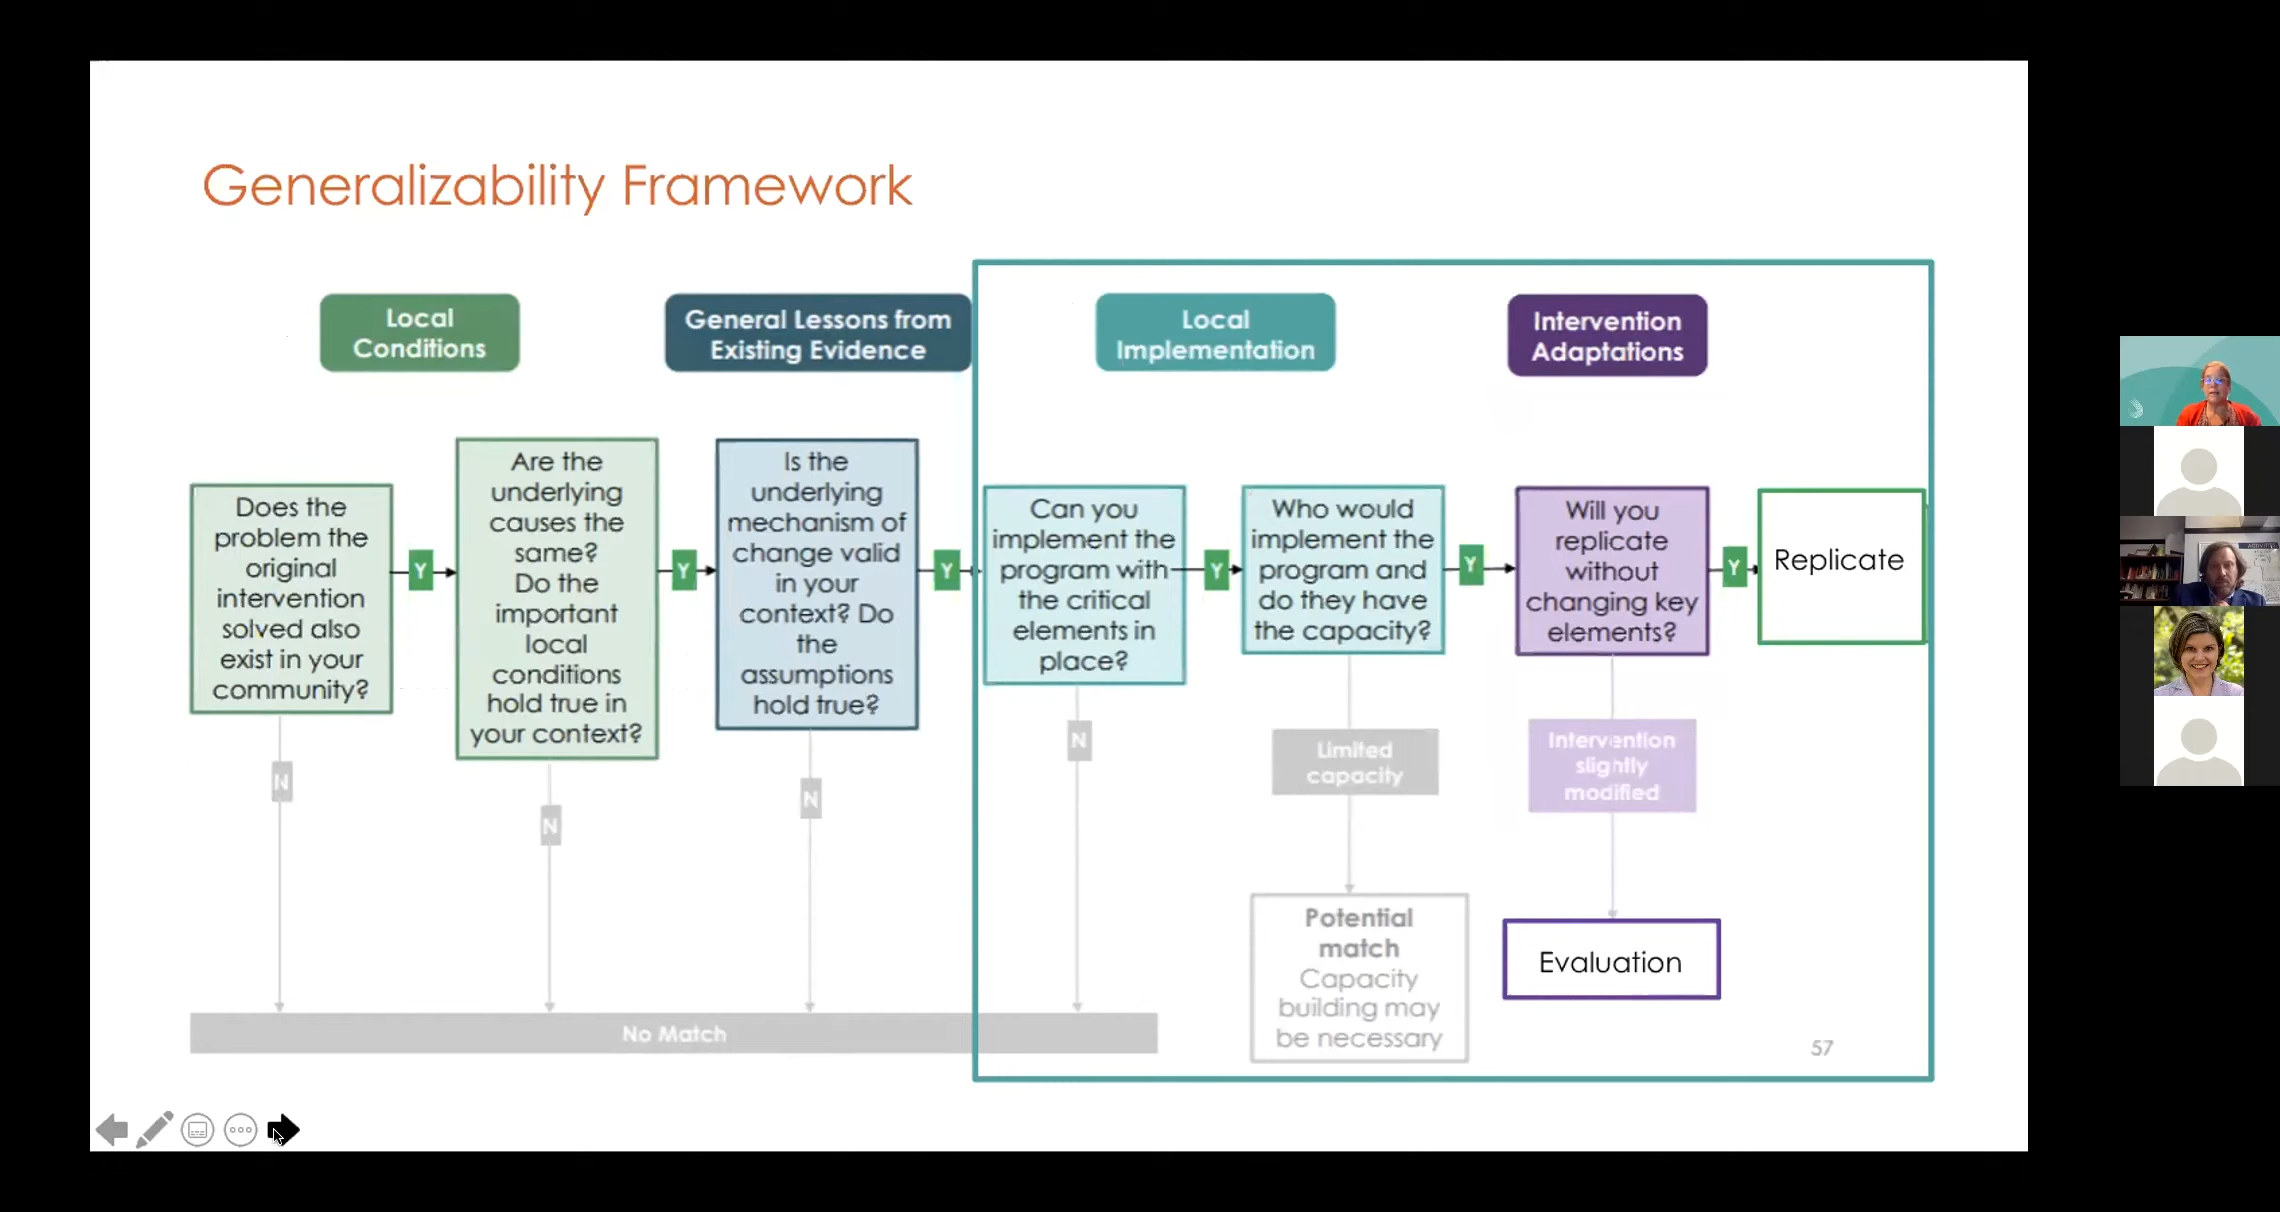 Generalizability Framework
Local
Conditions
General Lessons from
Existing Evidence
Local
Implementation
Intervention
Adaptations
Does the
problem the
original
intervention
solved also
exist in your
community?
Y
Are the
underlying
causes the
same?
Do the
important
local
conditions
hold true in
your context?
Y
Is the
underlying
mechanism of
change valid
in your
context? Do
the
assumptions
hold true?
Y
Can you
implement the
program with
the critical
elements in
place?
Y
Who would
implement the
program and
do they have
the capacity?
Y
Will you
replicate
without
changing key
elements?
Y
Replicate
N
N
N
N
Limited
capacity
Intervention
slightly
modified
Potential
match
Capacity
building may
be necessary
Evaluation
No Match
57